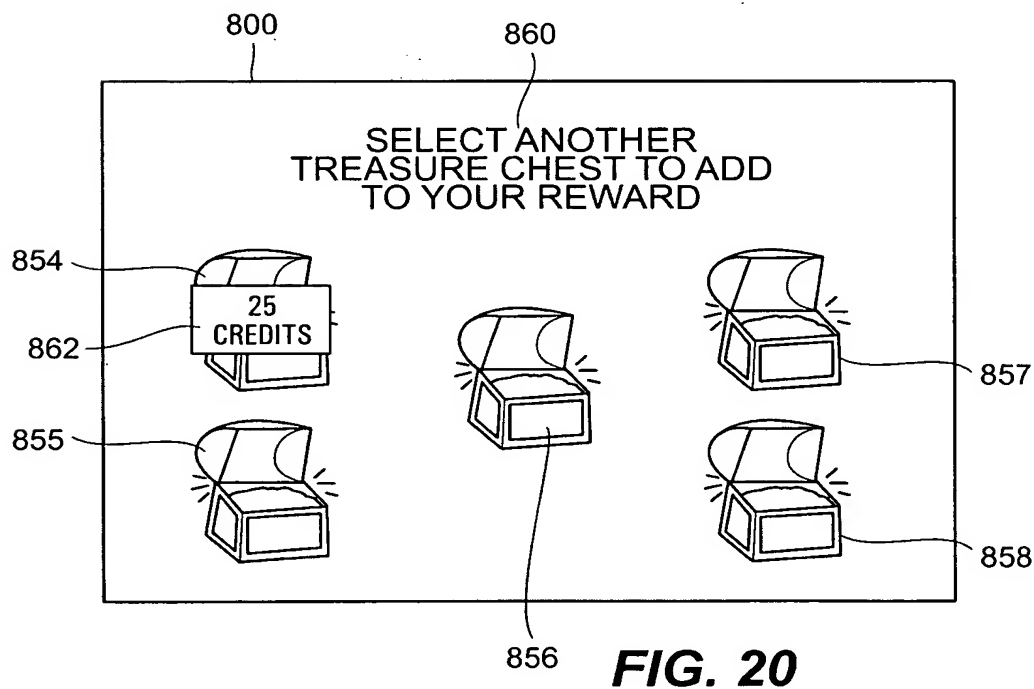 800
860
SELECT ANOTHER
TREASURE CHEST TO ADD
TO YOUR REWARD
854
25
CREDITS
862
857
855
858
856
FIG. 20